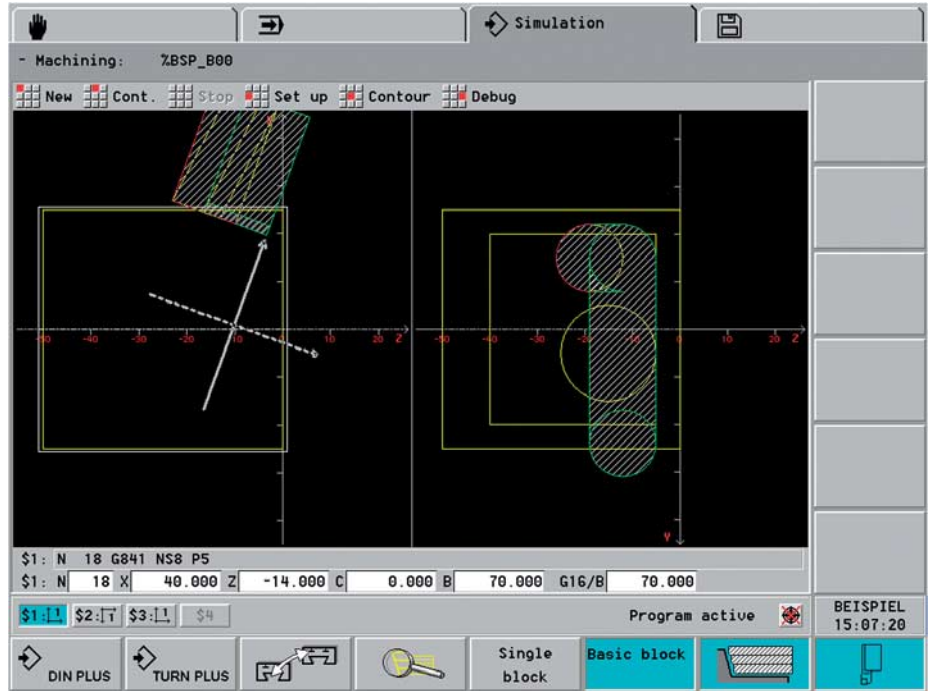 Simulation
- Machining: %BSP_B00
New Cont. Stop Set up Contour Debug
X
-50 -40 -30 -20 -10 10 20 Z
-50 -40 -30 -20 -10 0 10 20 Z
Y
$1: N 18 G841 NS8 P5
$1: N 18 X 40.000 Z -14.000 C 0.000 B 70.000 G16/B 70.000
$1: $2: $3: $4 Program active
BEISPIEL
15:07:20
DIN PLUS TURN PLUS Single block Basic block